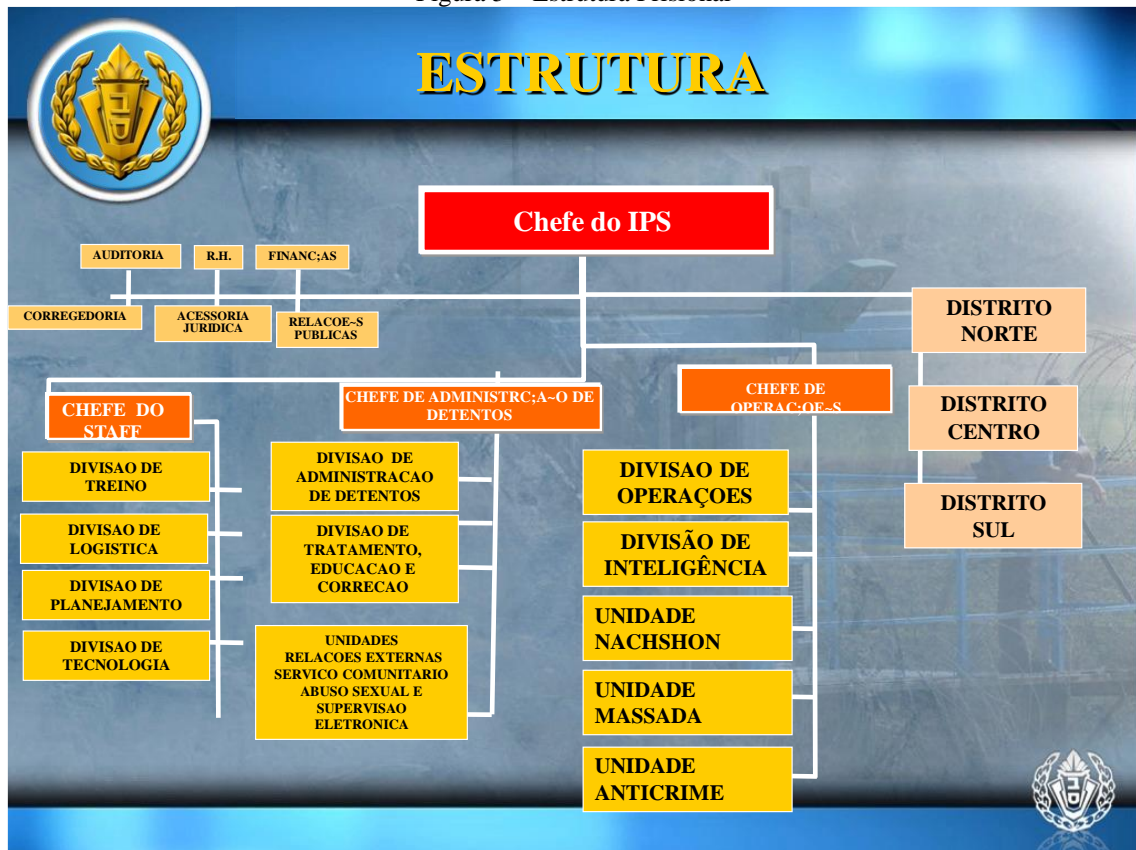 ESTRUTURA
Chefe do IPS
AUDITORIA
R.H.
FINANC;AS
CORREGEDORIA
ACESSORIA
JURIDICA
RELACOE~S
PUBLICAS
DISTRITO
NORTE
DISTRITO
CENTRO
DISTRITO
SUL
CHEFE DO
STAFF
DIVISAO DE
TREINO
DIVISAO DE
LOGISTICA
DIVISAO DE
PLANEJAMENTO
DIVISAO DE
TECNOLOGIA
CHEFE DE ADMINISTRC;A~O DE
DETENTOS
DIVISAO DE
ADMINISTRACAO
DE DETENTOS
DIVISAO DE
TRATAMENTO,
EDUCACAO E
CORRECAO
UNIDADES
RELACOES EXTERNAS
SERVICO COMUNITARIO
ABUSO SEXUAL E
SUPERVISAO
ELETRONICA
CHEFE DE
OPERAC;OE~S
DIVISAO DE
OPERAÇOES
DIVISÃO DE
INTELIGÊNCIA
UNIDADE
NACHSHON
UNIDADE
MASSADA
UNIDADE
ANTICRIME